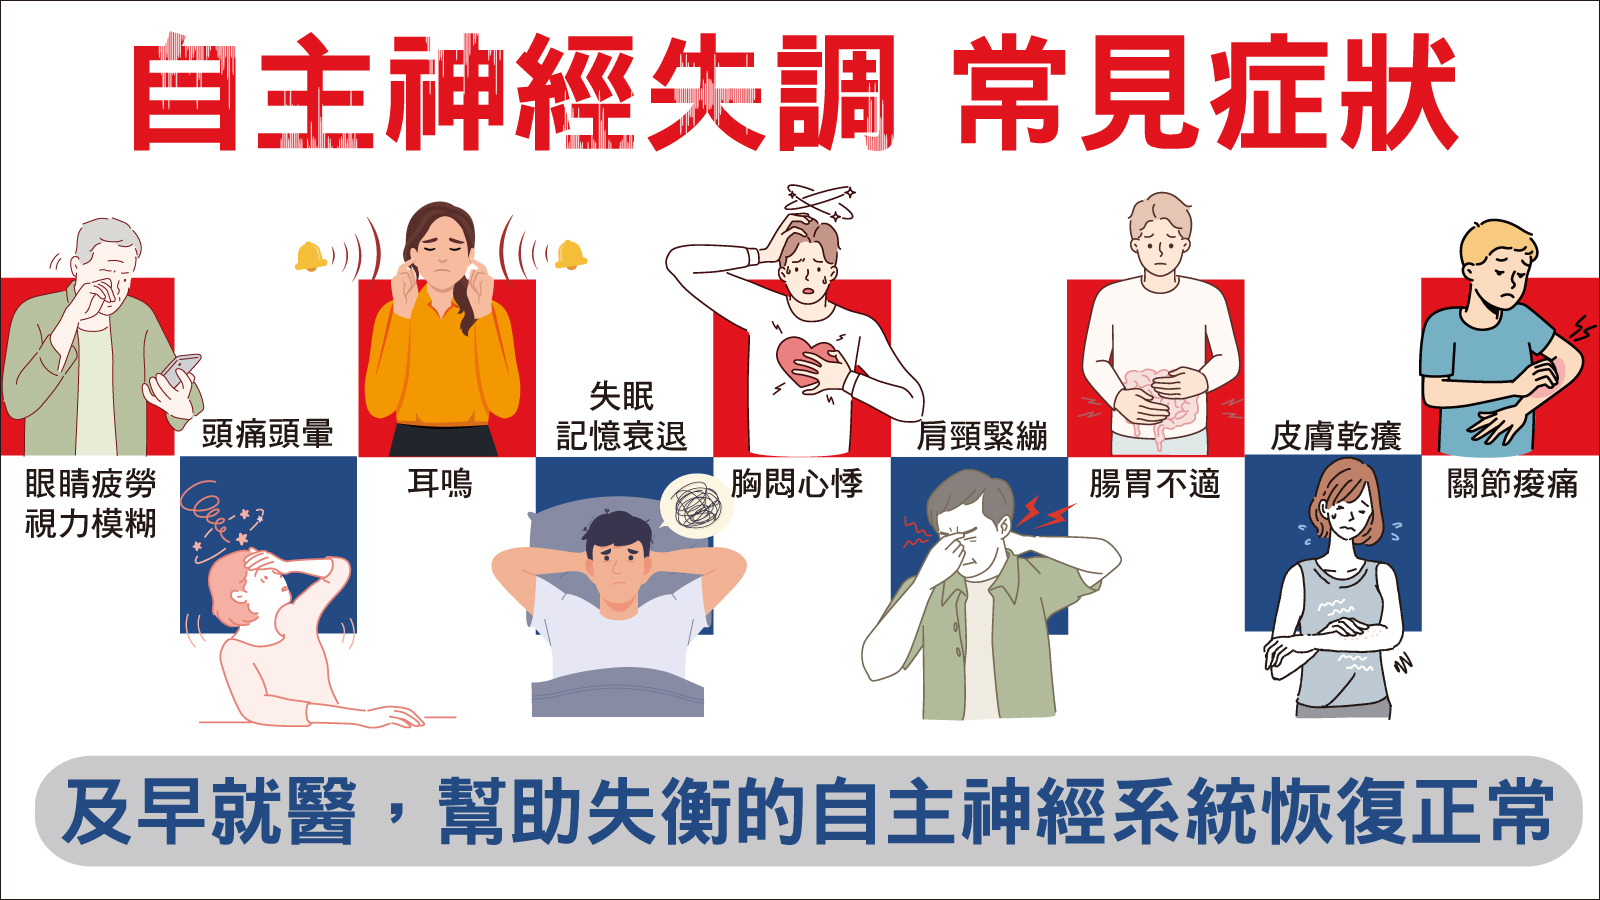 自主神經失調 常見症狀
眼睛疲勞
視力模糊
頭痛頭暈
耳鳴
失眠
記憶衰退
胸悶心悸
肩頸緊繃
腸胃不適
皮膚乾癢
關節痠痛
及早就醫，幫助失衡的自主神經系統恢復正常